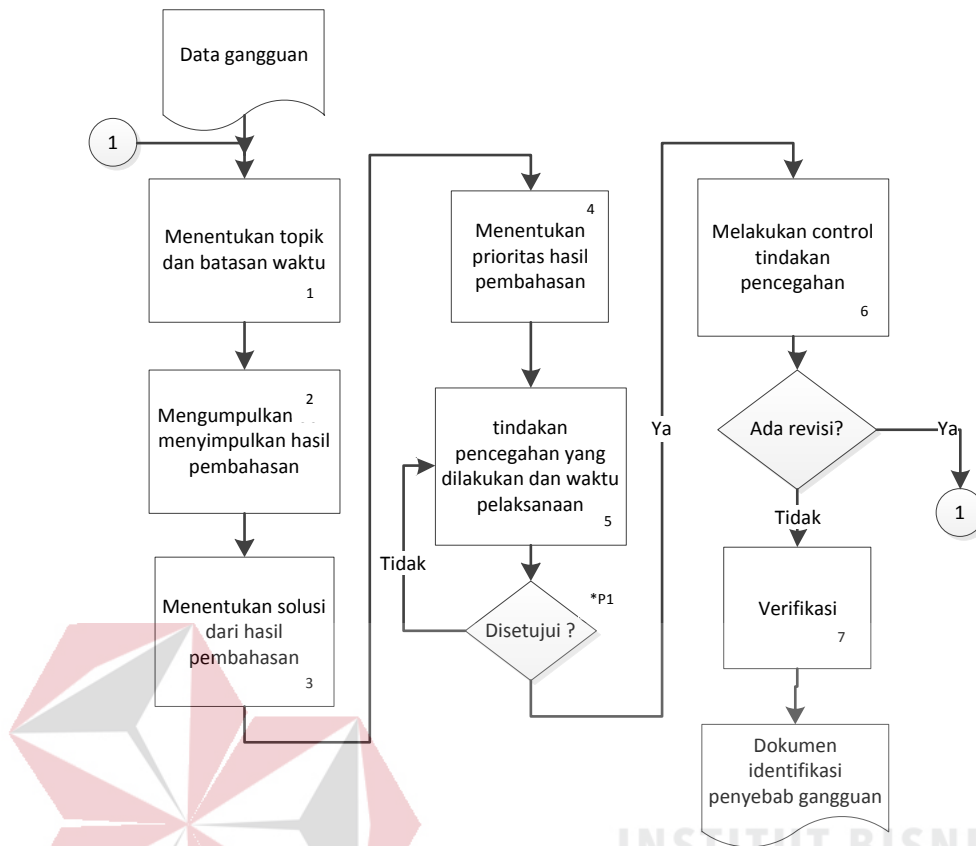 Data gangguan
1
Menentukan topik
dan batasan waktu
1
2
Mengumpulkan
menyimpulkan hasil
pembahasan
Menentukan solusi
dari hasil
pembahasan
3
4
Menentukan
prioritas hasil
pembahasan
tindakan
pencegahan yang
dilakukan dan waktu
pelaksanaan
5
Tidak
*P1
Disetujui ?
Ya
Melakukan control
tindakan
pencegahan
6
Ada revisi?
Ya
1
Tidak
Verifikasi
7
Dokumen
identifikasi
penyebab gangguan
INSTITUT BISNI